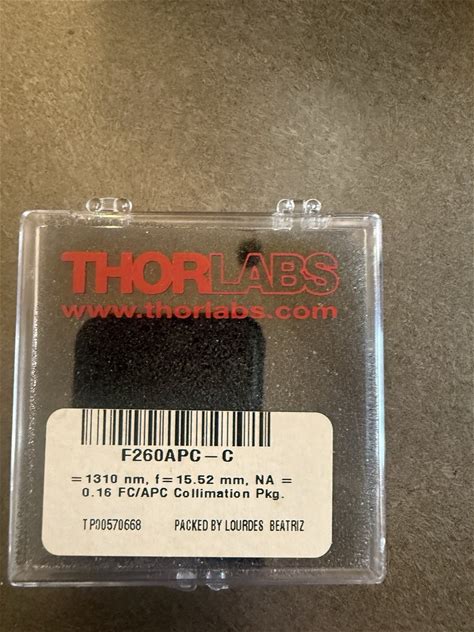 THORLABS
www.thorlabs.com
F260APC-C
=1310 nm, f=15.52 mm, NA =
0.16 FC/APC Collimation Pkg.
TP00570668 PACKED BY LOURDES BEATRIZ